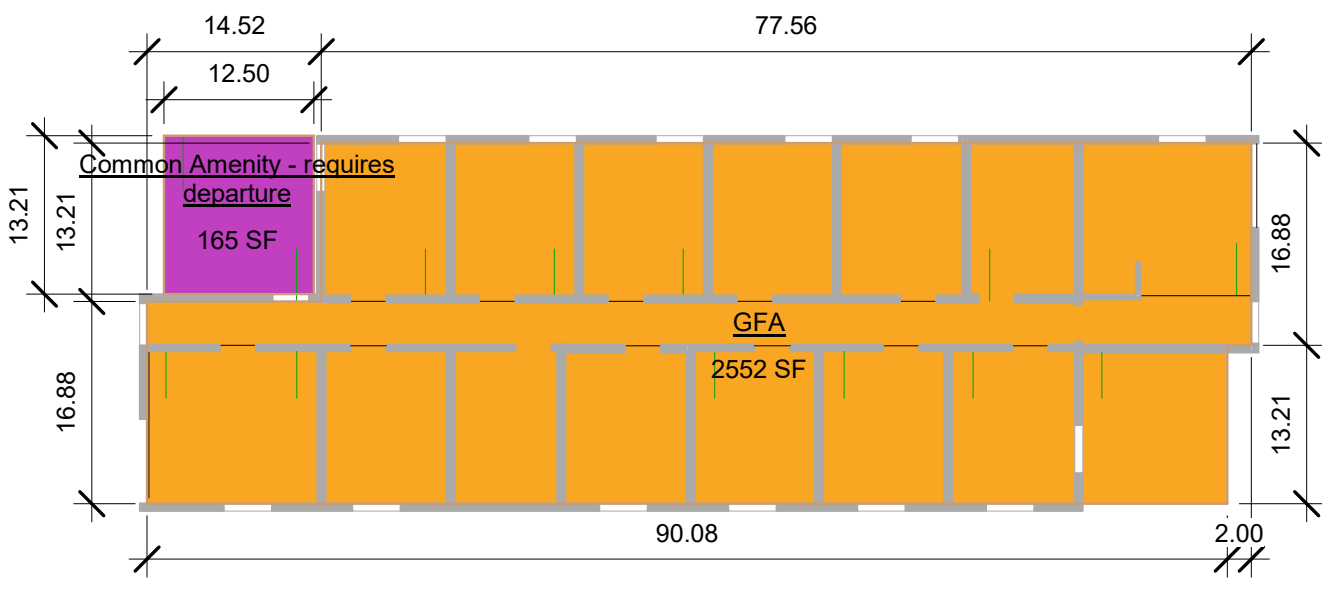 14.52
77.56
12.50
Common Amenity - requires
departure
165 SF
13.21
13.21
16.88
GFA
2552 SF
16.88
13.21
90.08
2.00